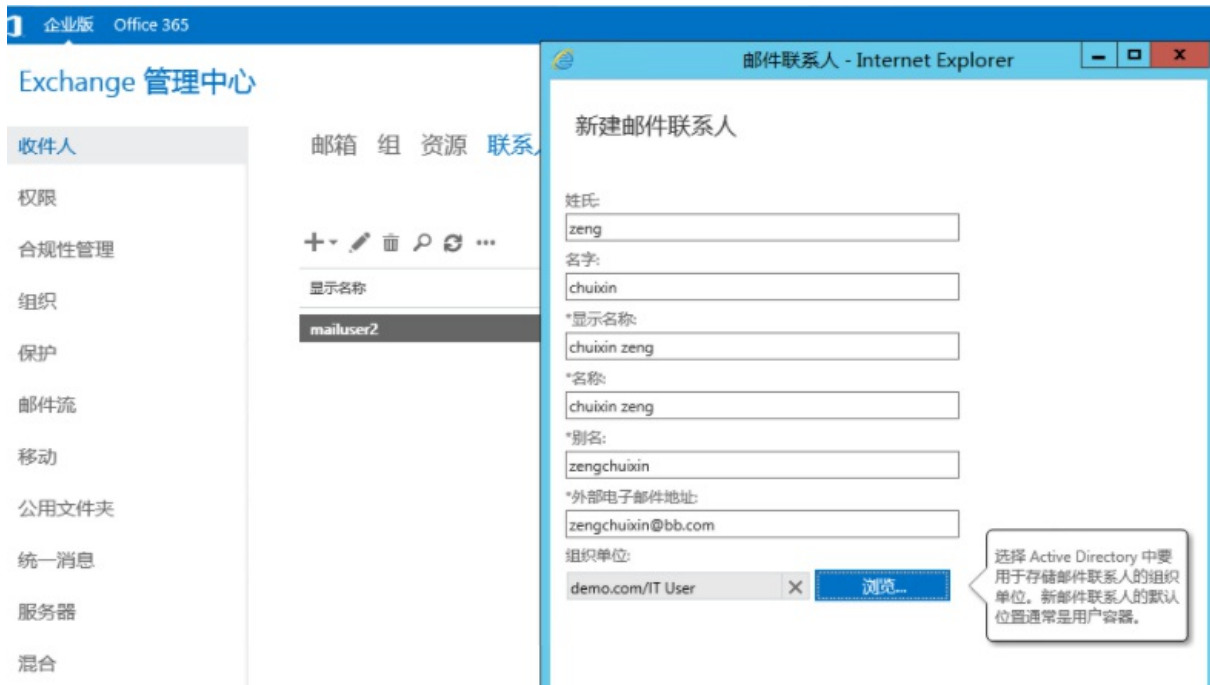 企业版 Office 365
Exchange 管理中心
收件人
权限
合规性管理
组织
保护
邮件流
移动
公用文件夹
统一消息
服务器
混合
邮箱 组 资源 联系
显示名称
mailuser2
邮件联系人 - Internet Explorer
新建邮件联系人
姓氏:
zeng
名字:
chuixin
*显示名称:
chuixin zeng
*名称:
chuixin zeng
*别名:
zengchuixin
*外部电子邮件地址:
zengchuixin@bb.com
组织单位:
demo.com/IT User
浏览...
选择 Active Directory 中要
用于存储邮件联系人的组织
单位。新邮件联系人的默认
位置通常是用户容器。